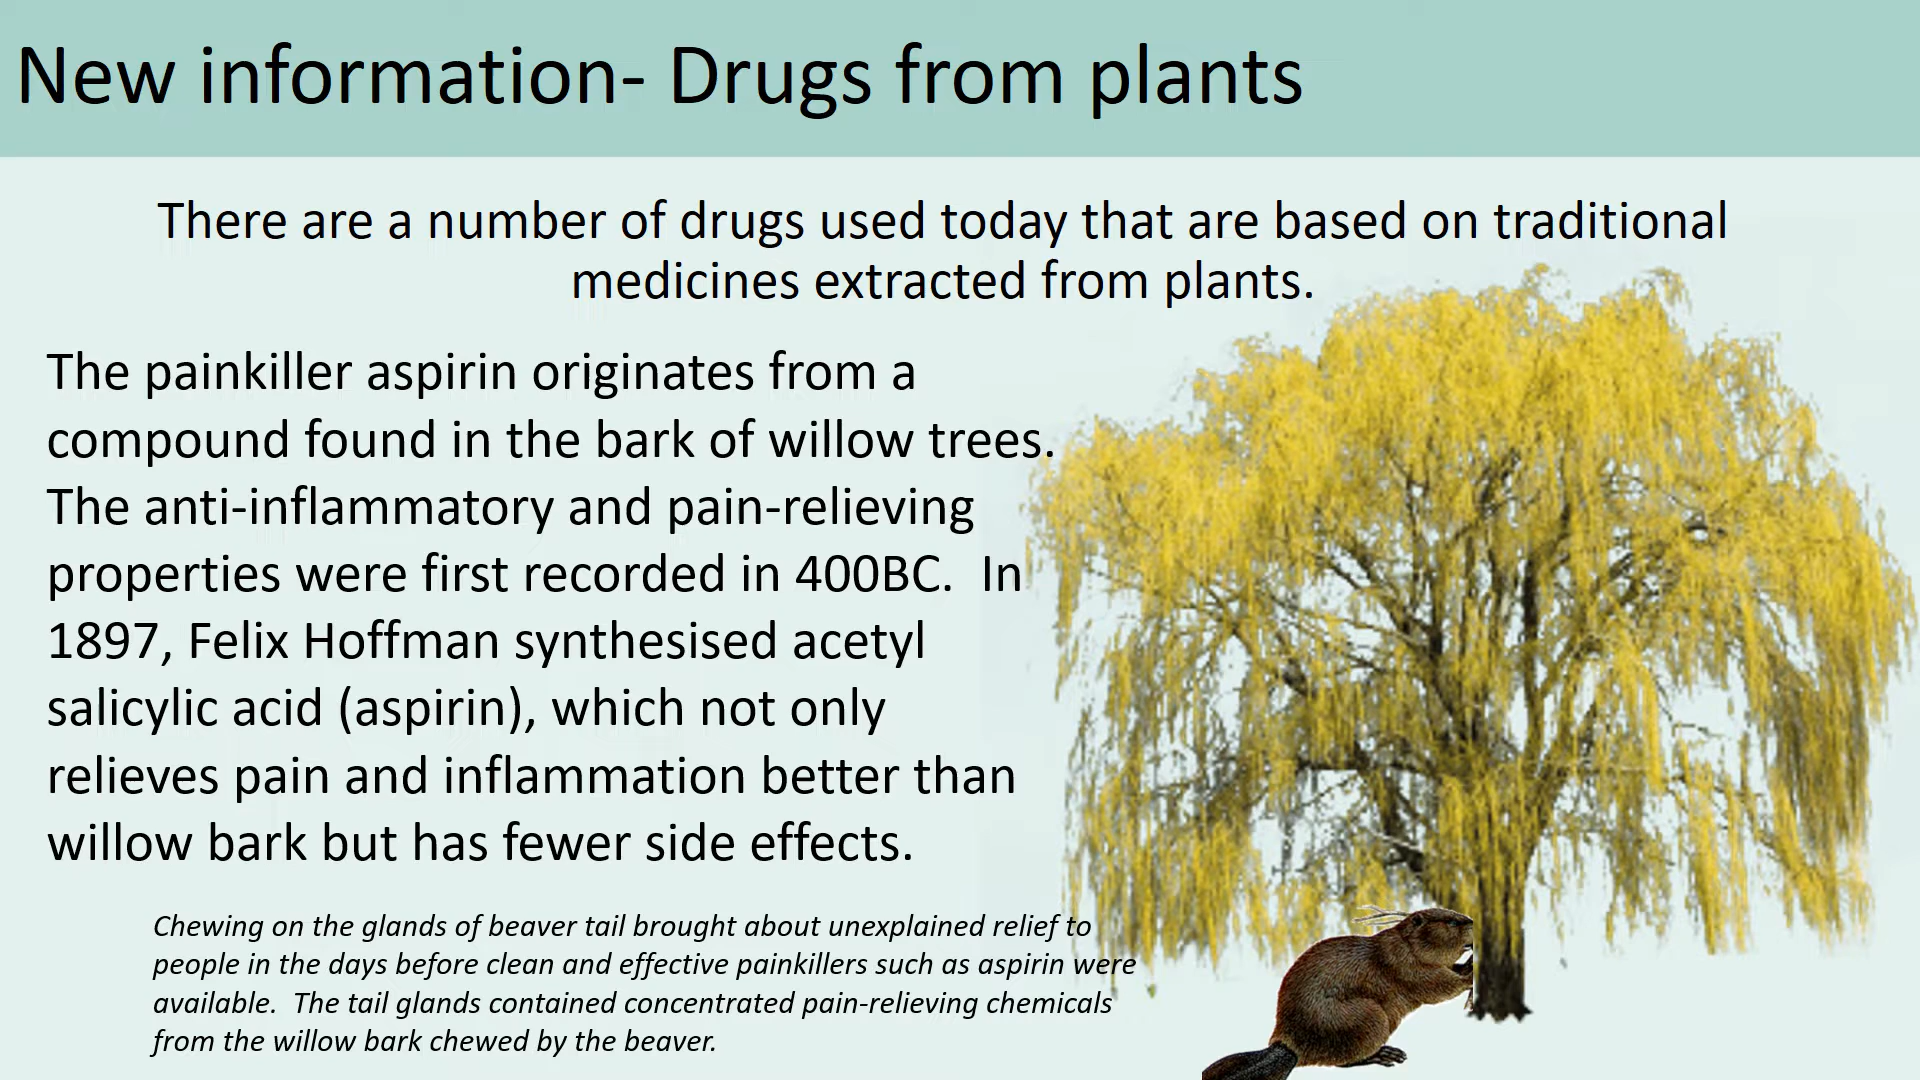 New information- Drugs from plants
There are a number of drugs used today that are based on traditional
medicines extracted from plants.
The painkiller aspirin originates from a
compound found in the bark of willow trees.
The anti-inflammatory and pain-relieving
properties were first recorded in 400BC.  In
1897, Felix Hoffman synthesised acetyl
salicylic acid (aspirin), which not only
relieves pain and inflammation better than
willow bark but has fewer side effects.
Chewing on the glands of beaver tail brought about unexplained relief to
people in the days before clean and effective painkillers such as aspirin were
available.  The tail glands contained concentrated pain-relieving chemicals
from the willow bark chewed by the beaver.